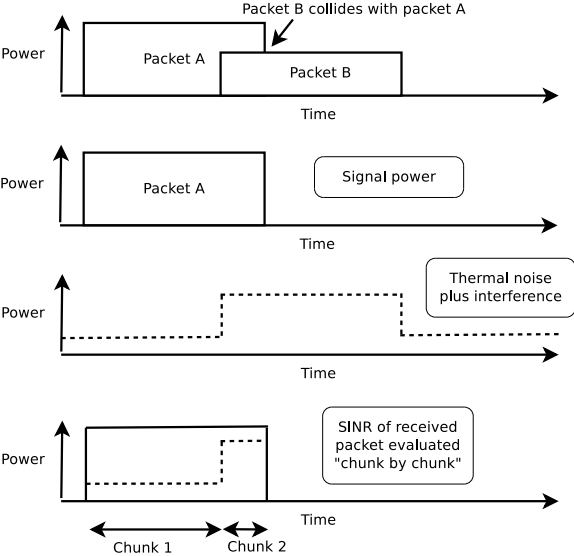 Packet B collides with packet A
Power
Packet A
Packet B
Time
Power
Packet A
Signal power
Time
Thermal noise
plus interference
Power
Time
SINR of received
packet evaluated
"chunk by chunk"
Power
Time
Chunk 1
Chunk 2